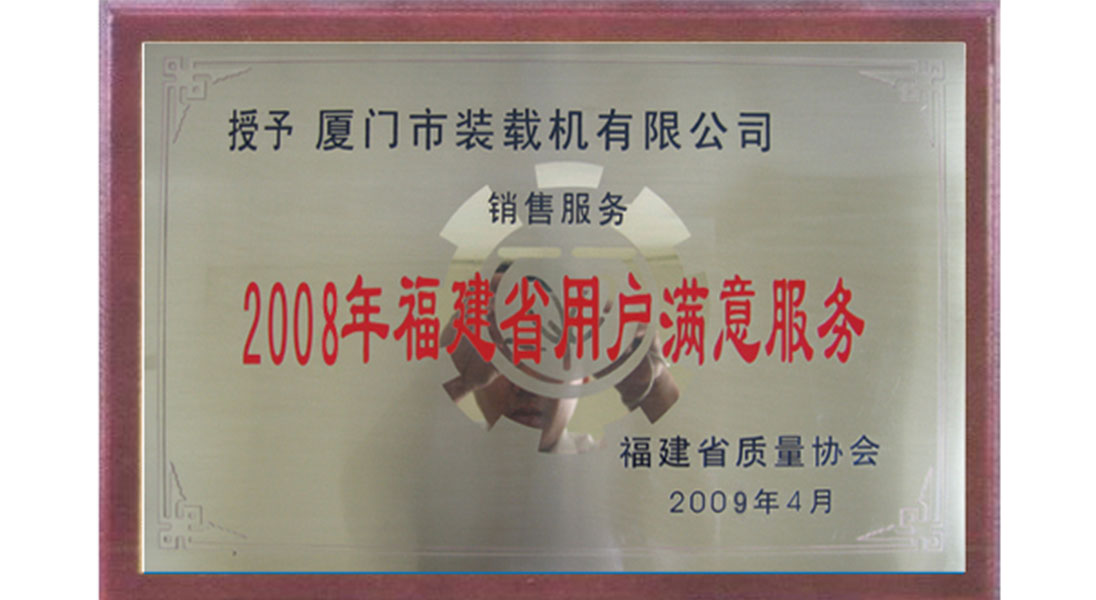 授予 厦门市装载机有限公司
销售服务
2008年福建省用户满意服务
福建省质量协会
2009年4月